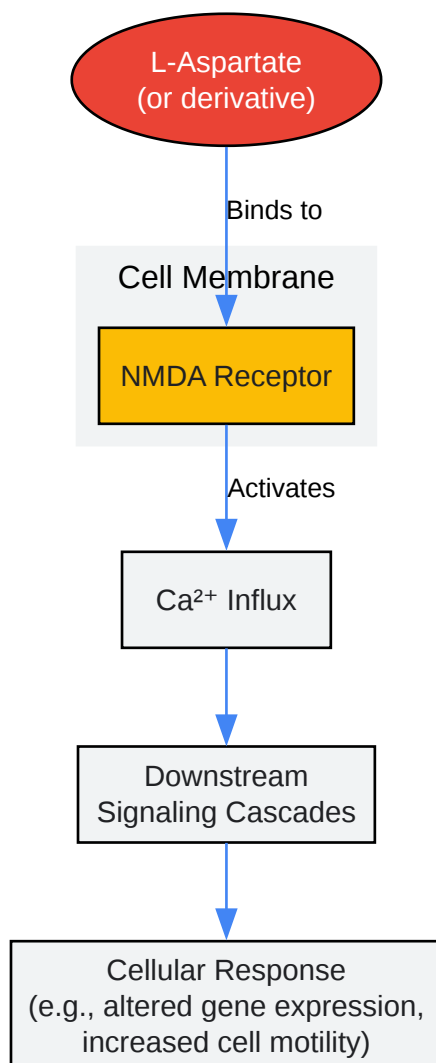 L-Aspartate
(or derivative)
Binds to
Cell Membrane
NMDA Receptor
Activates
Ca²⁺ Influx
Downstream
Signaling Cascades
Cellular Response
(e.g., altered gene expression,
increased cell motility)